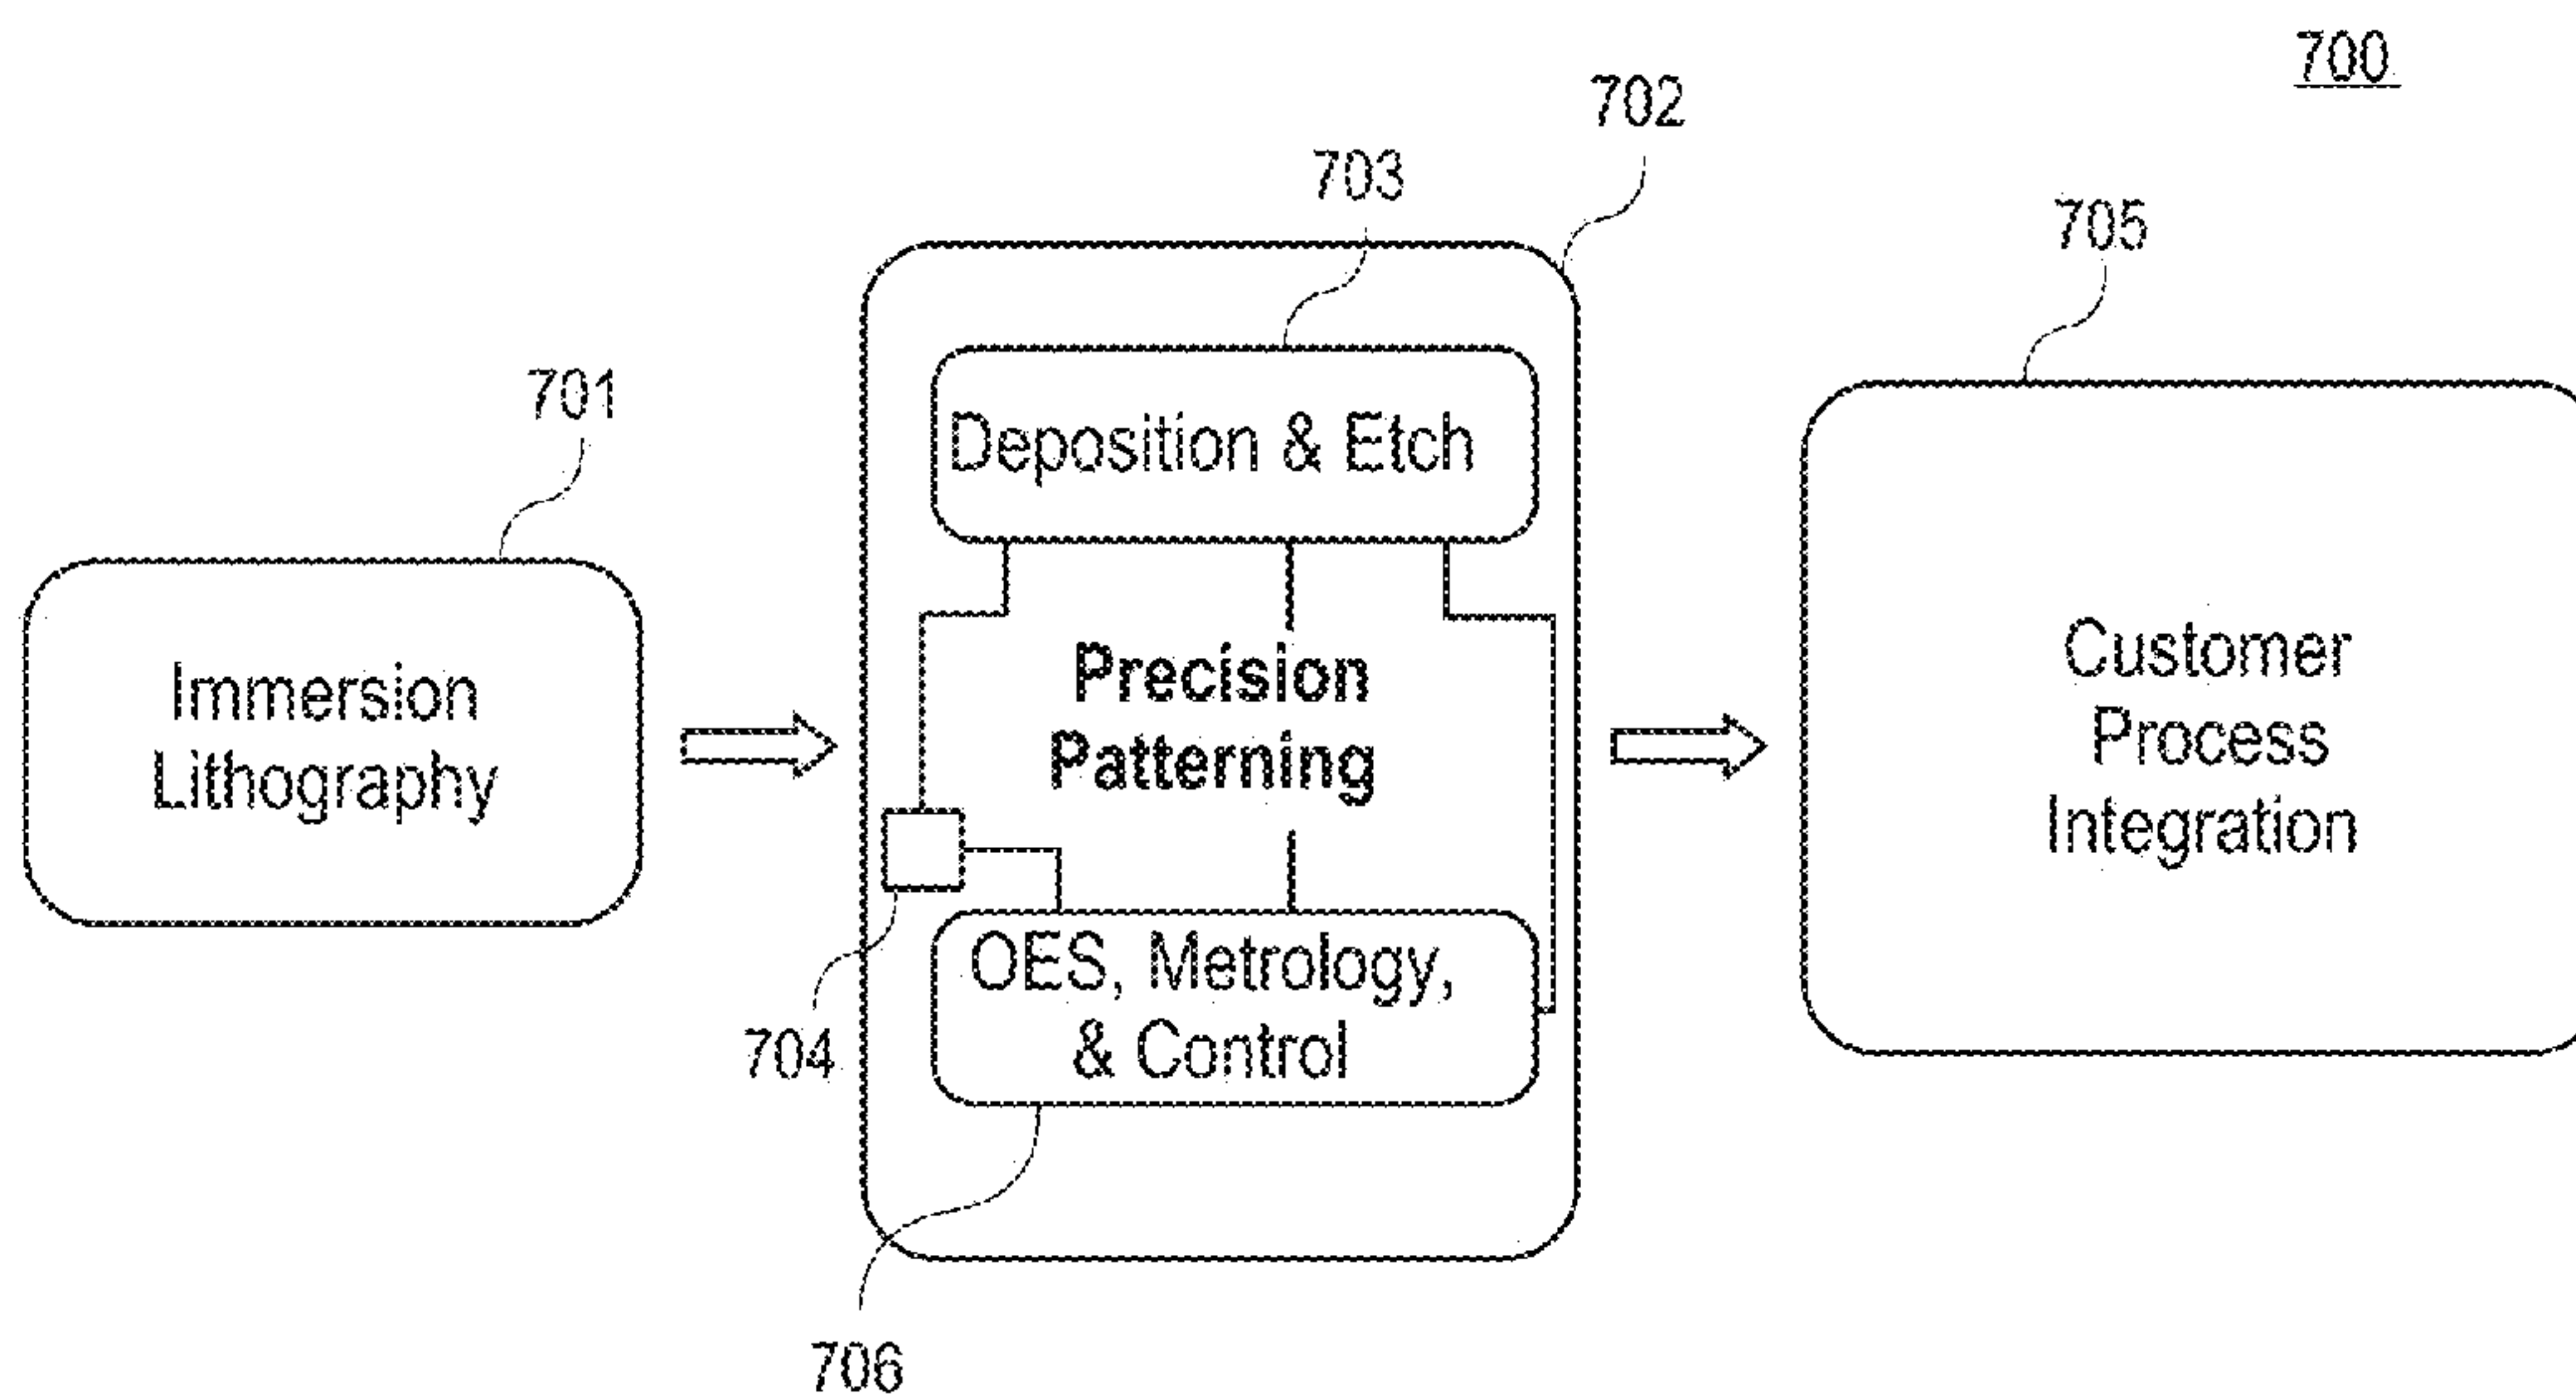 700
702
703
705
701
Deposition & Etch
Immersion
Lithography
Precision
Patterning
Customer
Process
Integration
OES, Metrology,
& Control
704
706